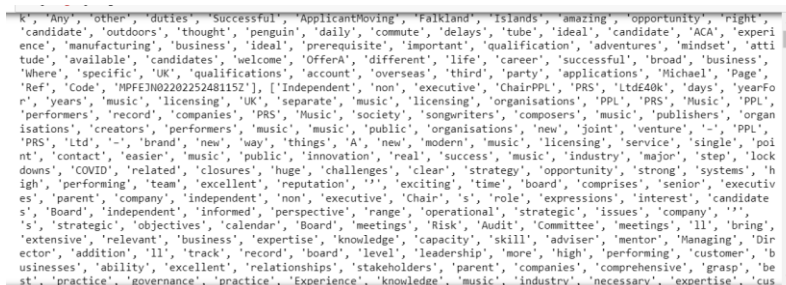 k', 'Any', 'other', 'duties', 'Successful', 'ApplicantMoving', 'Falkland', 'Islands', 'amazing', 'opportunity', 'right',
'candidate', 'outdoors', 'thought', 'penguin', 'daily', 'commute', 'delays', 'tube', 'ideal', 'candidate', 'ACA', 'experi
ence', 'manufacturing', 'business', 'ideal', 'prerequisite', 'important', 'qualification', 'adventures', 'mindset', 'atti
tude', 'available', 'candidates', 'welcome', 'OfferA', 'different', 'life', 'career', 'successful', 'broad', 'business',
'Where', 'specific', 'UK', 'qualifications', 'account', 'overseas', 'third', 'party', 'applications', 'Michael', 'Page',
'Ref', 'Code', 'MPFEJN0220225248115Z'], ['Independent', 'non', 'executive', 'ChairPPL', 'PRS', 'Ltd£40k', 'days', 'yearFo
r', 'years', 'music', 'licensing', 'UK', 'separate', 'music', 'licensing', 'organisations', 'PPL', 'PRS', 'Music', 'PPL',
'performers', 'record', 'companies', 'PRS', 'Music', 'society', 'songwriters', 'composers', 'music', 'publishers', 'organ
isations', 'creators', 'performers', 'music', 'music', 'public', 'organisations', 'new', 'joint', 'venture', '–', 'PPL',
'PRS', 'Ltd', '–', 'brand', 'new', 'way', 'things', 'A', 'new', 'modern', 'music', 'licensing', 'service', 'single', 'poi
nt', 'contact', 'easier', 'music', 'public', 'innovation', 'real', 'success', 'music', 'industry', 'major', 'step', 'lock
downs', 'COVID', 'related', 'closures', 'huge', 'challenges', 'clear', 'strategy', 'opportunity', 'strong', 'systems', 'h
igh', 'performing', 'team', 'excellent', 'reputation', '’', 'exciting', 'time', 'board', 'comprises', 'senior', 'executiv
es', 'parent', 'company', 'independent', 'non', 'executive', 'Chair', 's', 'role', 'expressions', 'interest', 'candidate
s', 'Board', 'independent', 'informed', 'perspective', 'range', 'operational', 'strategic', 'issues', 'company', '’',
's', 'strategic', 'objectives', 'calendar', 'Board', 'meetings', 'Risk', 'Audit', 'Committee', 'meetings', 'll', 'bring',
'extensive', 'relevant', 'business', 'expertise', 'knowledge', 'capacity', 'skill', 'adviser', 'mentor', 'Managing', 'Dir
ector', 'addition', 'll', 'track', 'record', 'board', 'level', 'leadership', 'more', 'high', 'performing', 'customer', 'b
usinesses', 'ability', 'excellent', 'relationships', 'stakeholders', 'parent', 'companies', 'comprehensive', 'grasp', 'be
st', 'practice', 'governance', 'practice', 'Experience', 'knowledge', 'music', 'industry', 'necessary', 'expertise', 'cus